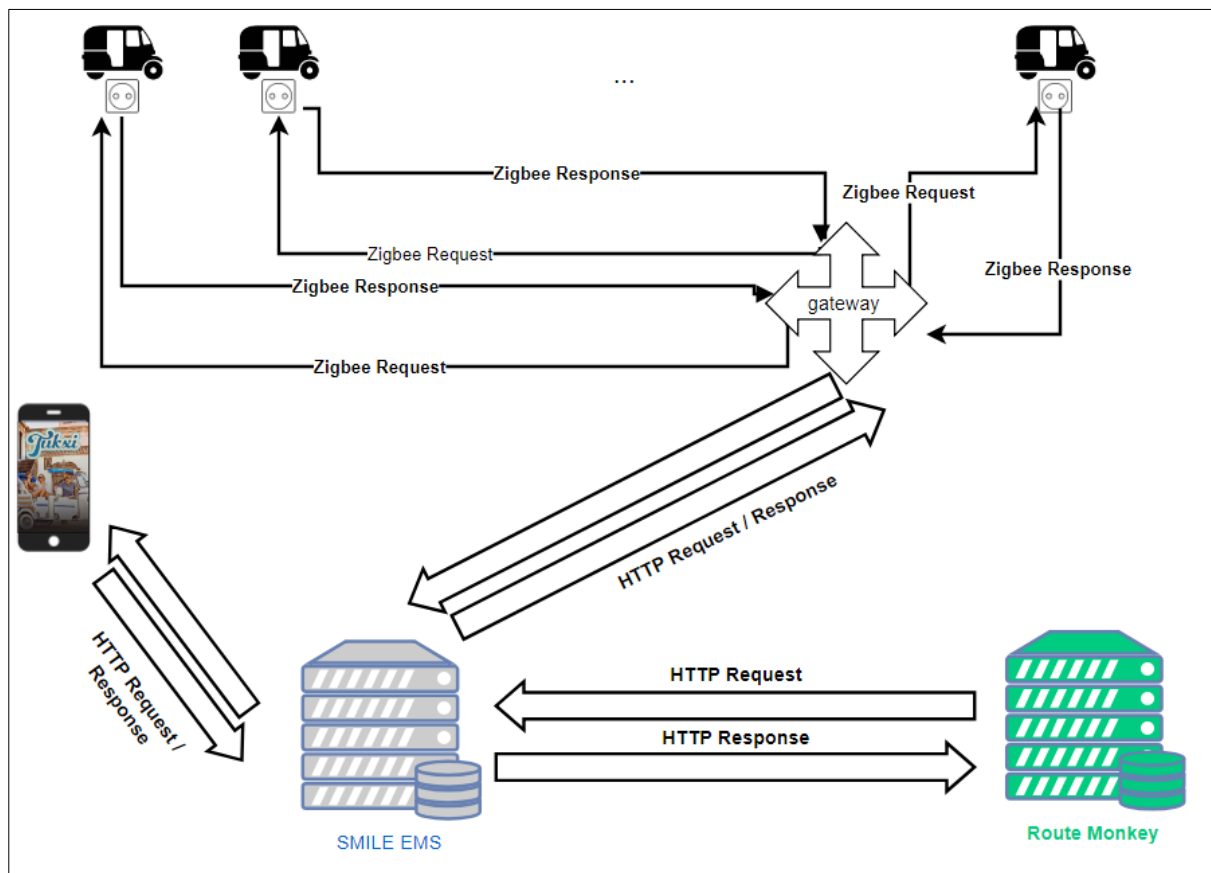 ...
Zigbee Response
Zigbee Request
Zigbee Request
Zigbee Response
Zigbee Response
gateway
Zigbee Request
Tukxi
HTTP Request / Response
HTTP Request /
Response
HTTP Request
HTTP Response
SMILE EMS
Route Monkey